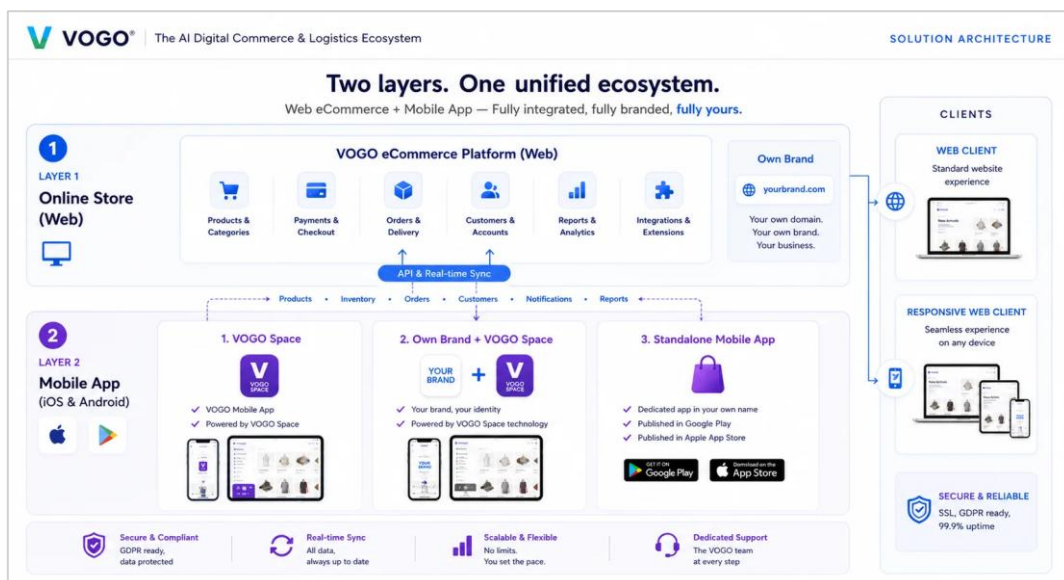 VOGO®
The AI Digital Commerce & Logistics Ecosystem
SOLUTION ARCHITECTURE
Two layers. One unified ecosystem.
Web eCommerce + Mobile App — Fully integrated, fully branded, fully yours.
1
LAYER 1
Online Store
(Web)
VOGO eCommerce Platform (Web)
Products &
Categories
Payments &
Checkout
Orders &
Delivery
Customers &
Accounts
Reports &
Analytics
Integrations &
Extensions
Own Brand
yourbrand.com
Your own domain.
Your own brand.
Your business.
API & Real-time Sync
Products • Inventory • Orders • Customers • Notifications • Reports
2
LAYER 2
Mobile App
(iOS & Android)
1. VOGO Space
V
VOGO
SPACE
VOGO Mobile App
Powered by VOGO Space
2. Own Brand + VOGO Space
YOUR
BRAND
+
V
VOGO
SPACE
Your brand, your identity
Powered by VOGO Space technology
YOUR
BRAND
3. Standalone Mobile App
Dedicated app in your own name
Published in Google Play
Published in Apple App Store
GET IT ON
Google Play
Download on the
App Store
CLIENTS
WEB CLIENT
Standard website
experience
RESPONSIVE WEB CLIENT
Seamless experience
on any device
SECURE & RELIABLE
SSL, GDPR ready,
99.9% uptime
Secure & Compliant
GDPR ready,
data protected
Real-time Sync
All data,
always up to date
Scalable & Flexible
No limits.
You set the pace.
Dedicated Support
The VOGO team
at every step